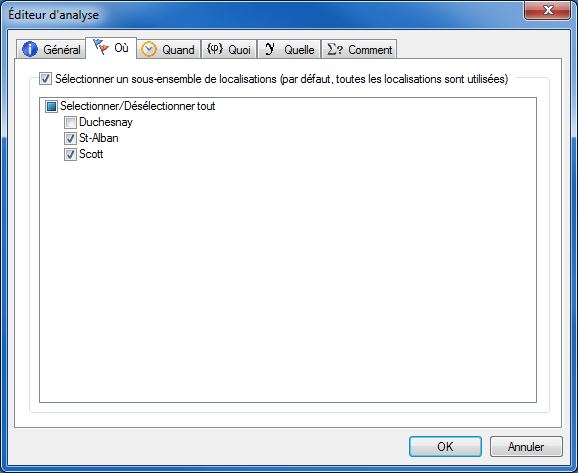 Éditeur d'analyse
Général Où Quand {φ} Quoi y Quelle Σ? Comment
Sélectionner un sous-ensemble de localisations (par défaut, toutes les localisations sont utilisées)
Selectionner/Désélectionner tout
Duchesnay
St-Alban
Scott
OK Annuler